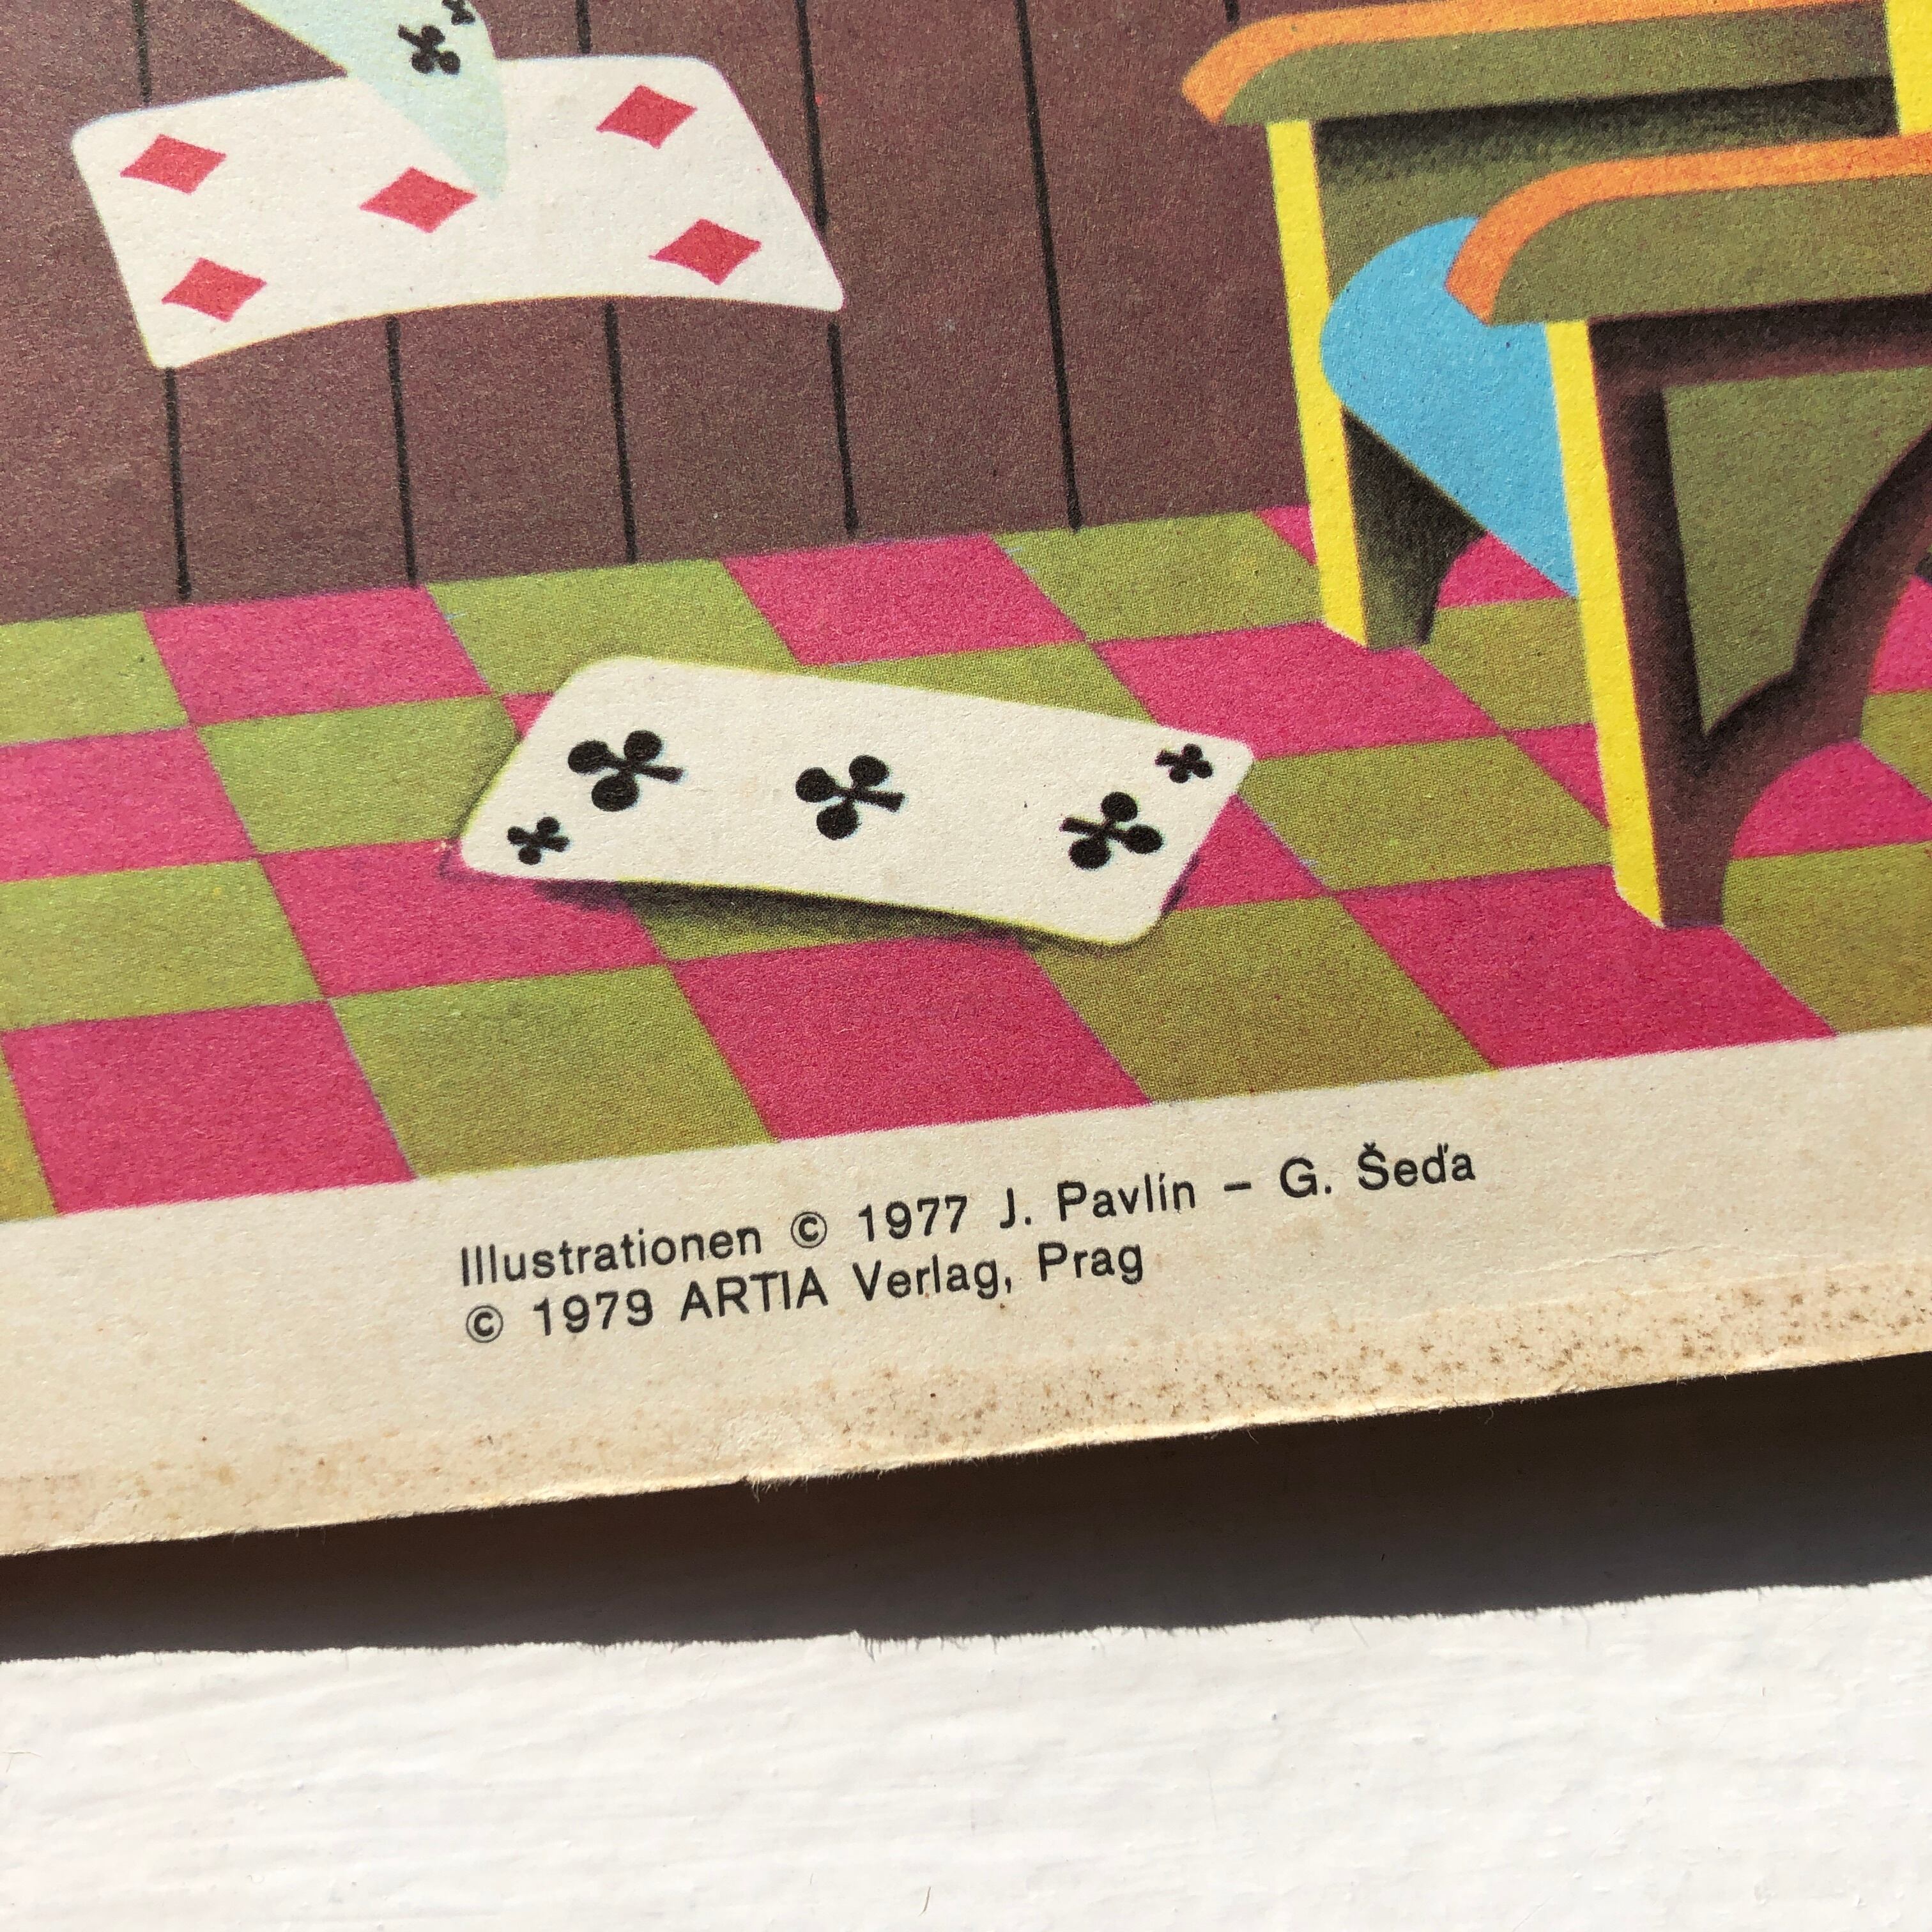 Illustrationen © 1977 J. Pavlín – G. Šeďa
© 1979 ARTIA Verlag, Prag